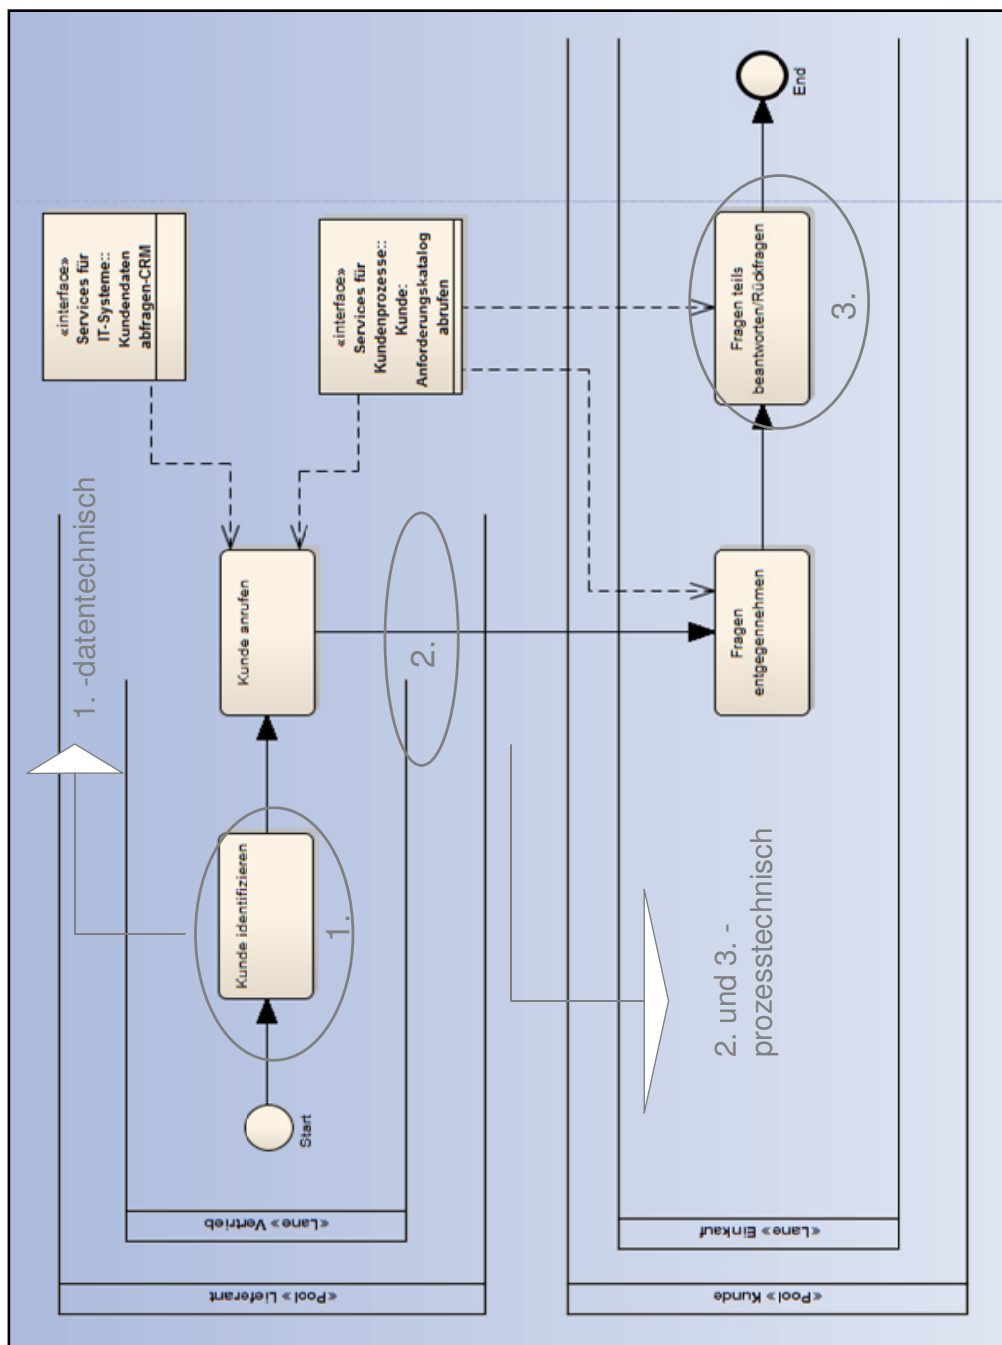 «Pool» Lieferant
«Lane» Vertrieb
Start
Kunde identifizieren
1.
Kunde anrufen
2.
1. -datentechnisch
«interface»
Services für
IT-Systeme::
Kundendaten
abfragen-CRM
«interface»
Services für
Kundenprozesse::
Kunde:
Anforderungskatalog
abrufen
«Pool» Kunde
«Lane» Einkauf
2. und 3. -
prozesstechnisch
Fragen
entgegennehmen
Fragen teils
beantworten/Rückfragen
3.
End